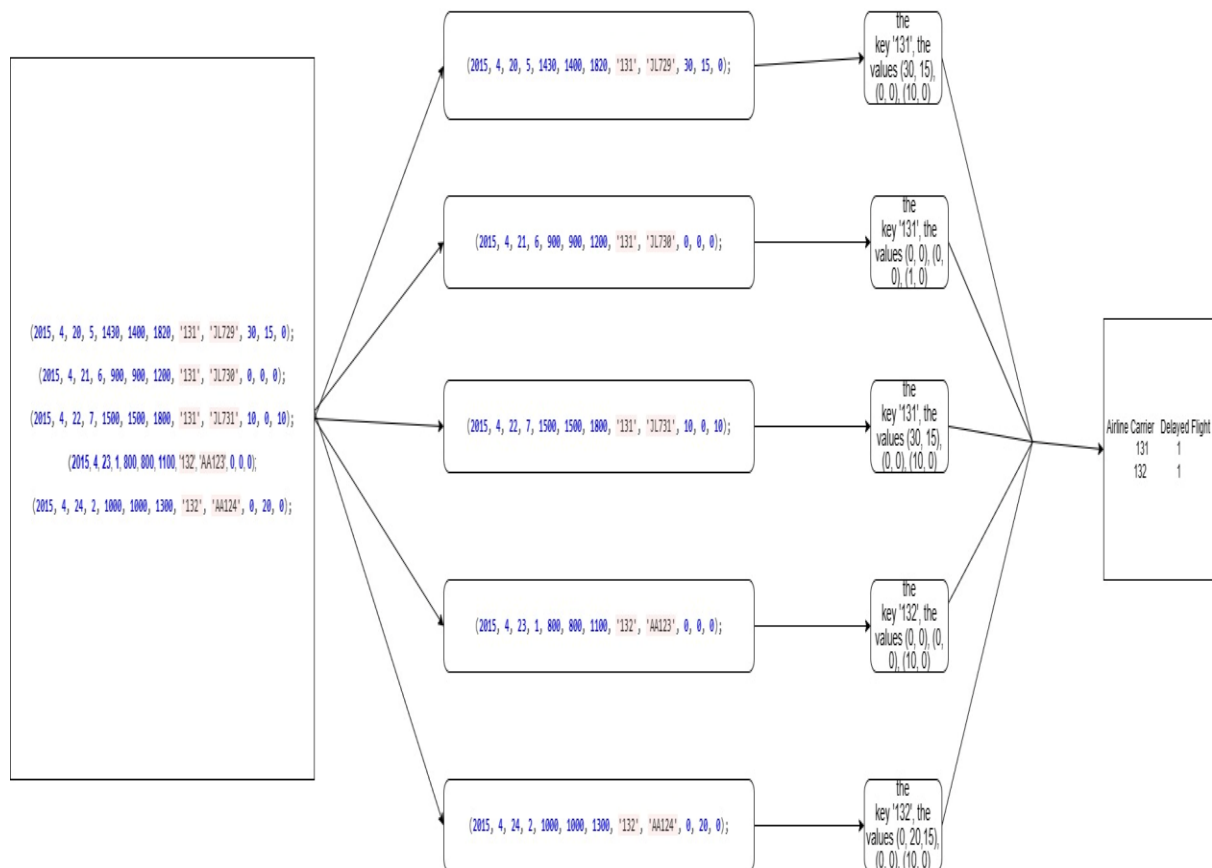 (2015, 4, 20, 5, 1430, 1400, 1820, '131', 'JL729', 30, 15, 0);
(2015, 4, 21, 6, 900, 900, 1200, '131', 'JL730', 0, 0, 0);
(2015, 4, 22, 7, 1500, 1500, 1800, '131', 'JL731', 10, 0, 10);
(2015, 4, 23, 1, 800, 800, 1100, '132', 'AA123', 0, 0, 0);
(2015, 4, 24, 2, 1000, 1000, 1300, '132', 'AA124', 0, 20, 0);
(2015, 4, 20, 5, 1430, 1400, 1820, '131', 'JL729', 30, 15, 0);
(2015, 4, 21, 6, 900, 900, 1200, '131', 'JL730', 0, 0, 0);
(2015, 4, 22, 7, 1500, 1500, 1800, '131', 'JL731', 10, 0, 10);
(2015, 4, 23, 1, 800, 800, 1100, '132', 'AA123', 0, 0, 0);
(2015, 4, 24, 2, 1000, 1000, 1300, '132', 'AA124', 0, 20, 0);
the
key '131', the
values (30, 15),
(0, 0), (10, 0)
the
key '131', the
values (0, 0), (0,
0), (1, 0)
the
key '131', the
values (30, 15),
(0, 0), (10, 0)
the
key '132', the
values (0, 0), (0,
0), (10, 0)
the
key '132', the
values (0, 20,15),
(0, 0), (10, 0)
Airline Carrier Delayed Flight
131 1
132 1